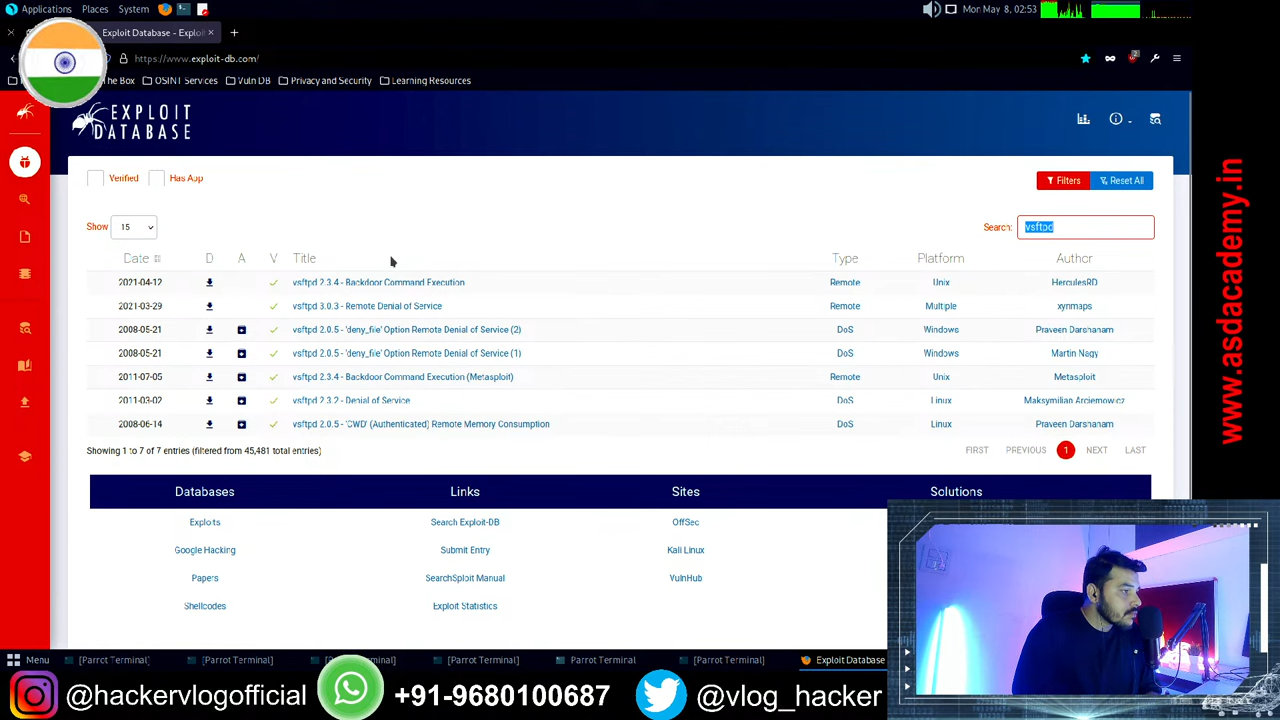 Applications Places System
Mon May 8, 02:53
Exploit Database - Exploi
https://www.exploit-db.com/
The Box OSINT Services Vuln DB Privacy and Security Learning Resources
EXPLOIT
DATABASE
Verified Has App
Filters Reset All
Show 15
Search: vsftpd
Date D A V Title Type Platform Author
2021-04-12 vsftpd 2.3.4 - Backdoor Command Execution Remote Unix HerculesRD
2021-03-29 vsftpd 3.0.3 - Remote Denial of Service Remote Multiple xynmaps
2008-05-21 vsftpd 2.0.5 - 'deny_file' Option Remote Denial of Service (2) DoS Windows Praveen Darshanam
2008-05-21 vsftpd 2.0.5 - 'deny_file' Option Remote Denial of Service (1) DoS Windows Martin Nagy
2011-07-05 vsftpd 2.3.4 - Backdoor Command Execution (Metasploit) Remote Unix Metasploit
2011-03-02 vsftpd 2.3.2 - Denial of Service DoS Linux Maksymilian Arciemowicz
2008-06-14 vsftpd 2.0.5 - 'CWD' (Authenticated) Remote Memory Consumption DoS Linux Praveen Darshanam
Showing 1 to 7 of 7 entries (filtered from 45,481 total entries)
FIRST PREVIOUS 1 NEXT LAST
Databases Links Sites Solutions
Exploits Search Exploit-DB OffSec
Google Hacking Submit Entry Kali Linux
Papers SearchSploit Manual VulnHub
Shellcodes Exploit Statistics
Menu [Parrot Terminal] [Parrot Terminal] Terminal] [Parrot Terminal] Parrot Terminal [Parrot Terminal] Exploit Database
@hackervlogofficial +91-9680100687 @vlog_hacker
www.asdacademy.in